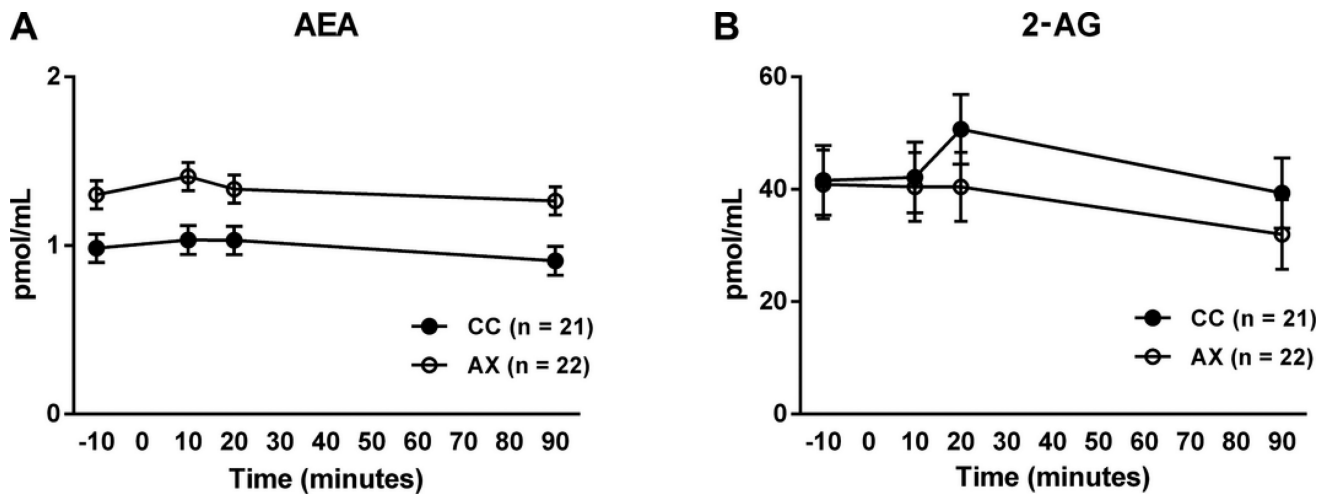 A
AEA
2
1
0
pmol/mL
CC (n = 21)
AX (n = 22)
-10 0 10 20 30 40 50 60 70 80 90
Time (minutes)
B
2-AG
60
40
20
0
pmol/mL
CC (n = 21)
AX (n = 22)
-10 0 10 20 30 40 50 60 70 80 90
Time (minutes)